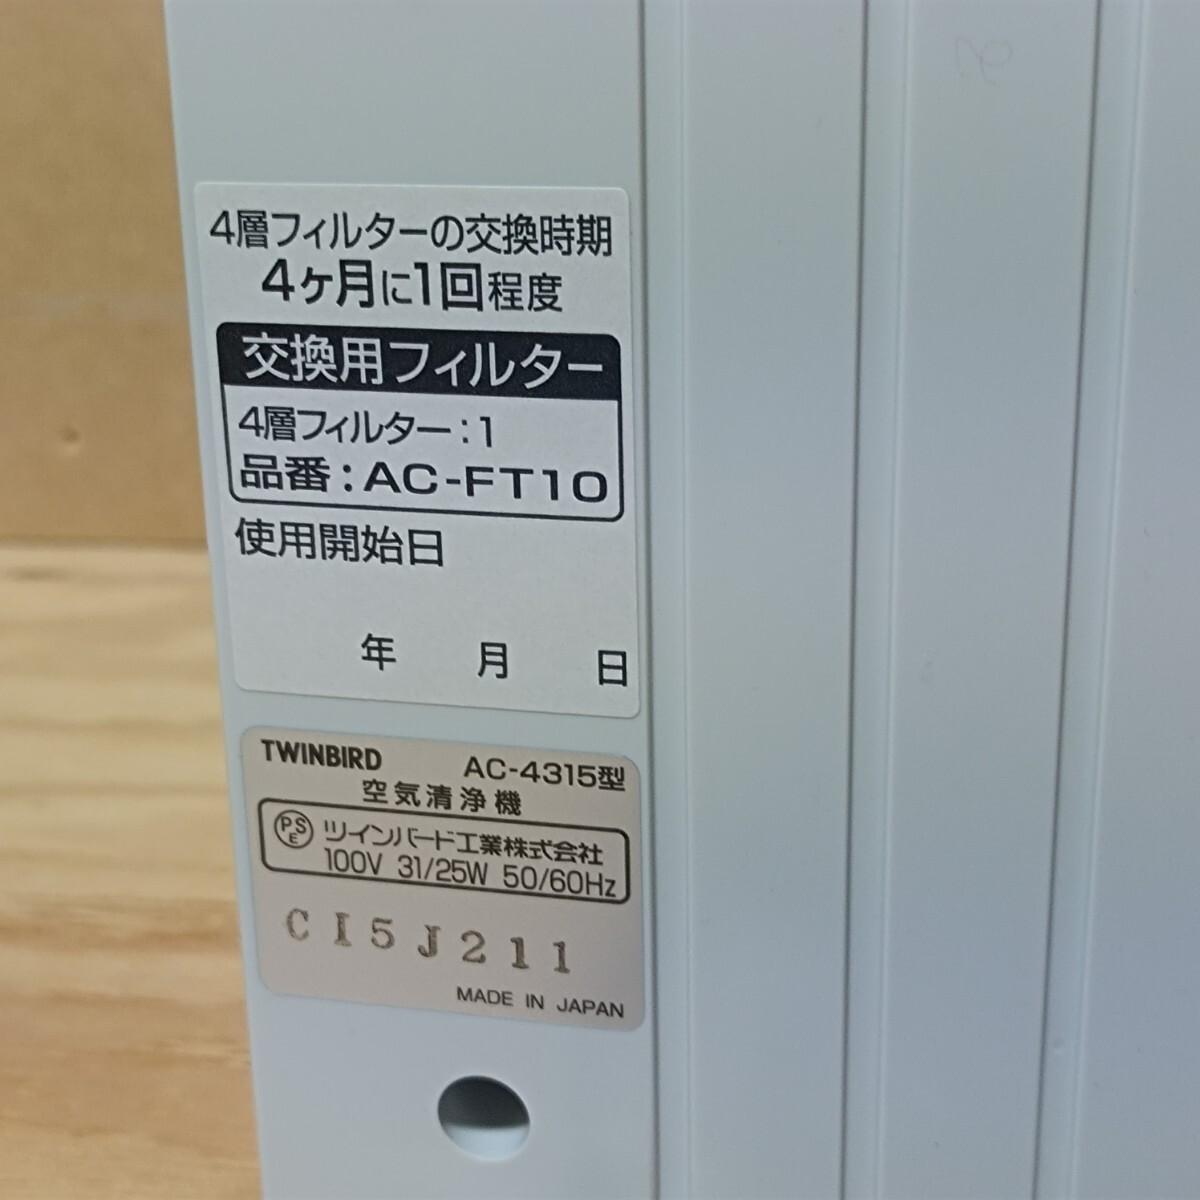 4層フィルターの交換時期
4ヶ月に1回程度
交換用フィルター
4層フィルター:1
品番:AC-FT10
使用開始日
年 月 日
TWINBIRD AC-4315型
空気清浄機
PSE ツインバード工業株式会社
100V 31/25W 50/60Hz
CI5J211
MADE IN JAPAN